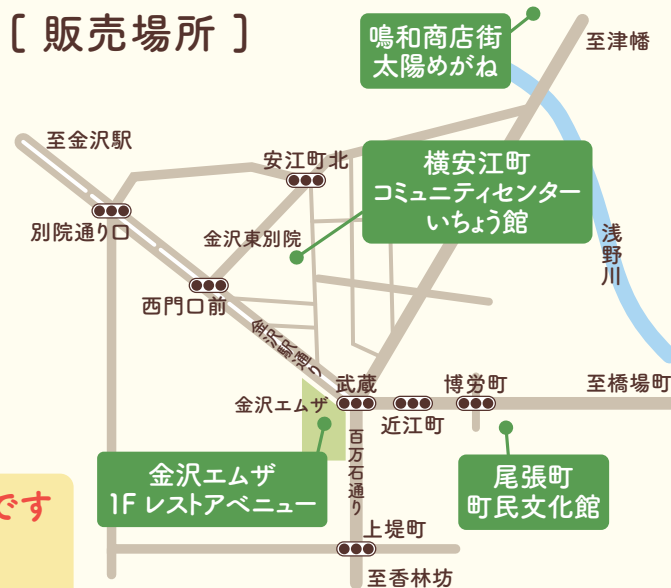 [ 販売場所 ]
鳴和商店街
太陽めがね
至津幡
至金沢駅
安江町北
横安江町
コミュニティセンター
いちょう館
別院通り口
金沢東別院
浅野川
西門口前
金沢駅通り
武蔵
博労町
至橋場町
金沢エムザ
近江町
百万石通り
金沢エムザ
1F レストアベニュー
尾張町
町民文化館
です
上堤町
至香林坊